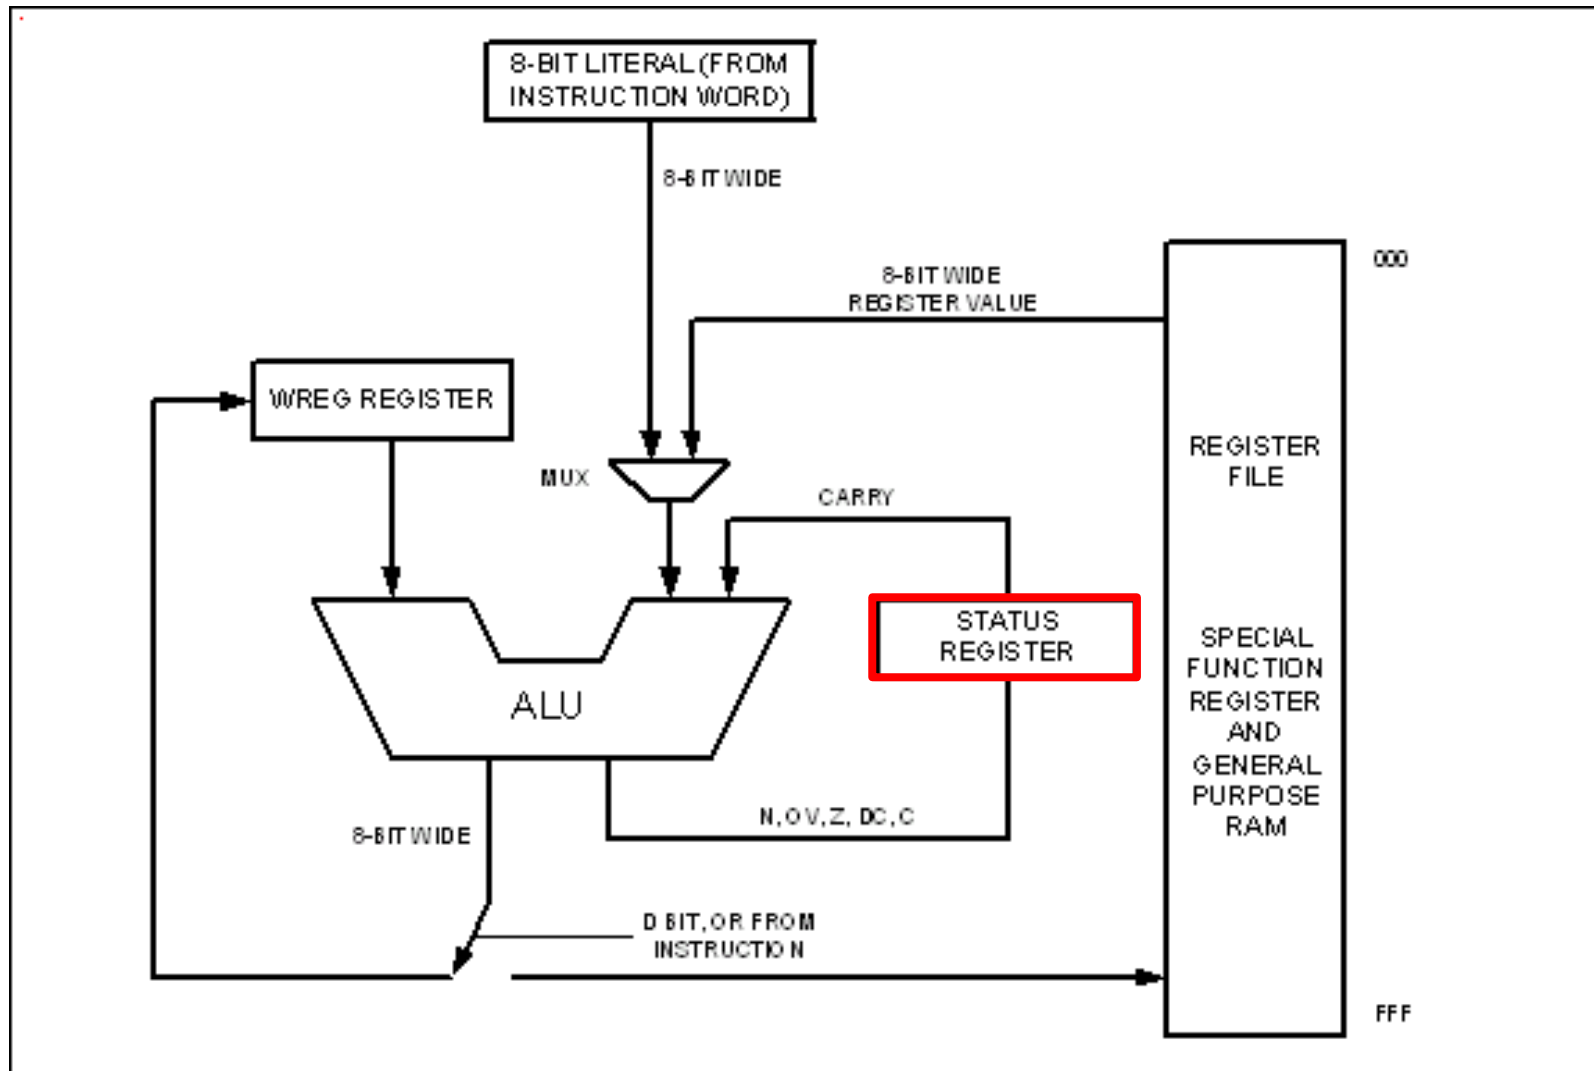 8-BIT LITERAL (FROM
INSTRUCTION WORD)
8-BIT WIDE
8-BIT WIDE
REGISTER VALUE
000
WREG REGISTER
REGISTER
FILE
MUX
CARRY
STATUS
REGISTER
SPECIAL
FUNCTION
REGISTER
AND
GENERAL
PURPOSE
RAM
ALU
N, OV, Z, DC, C
8-BIT WIDE
D BIT, OR FROM
INSTRUCTION
FFF